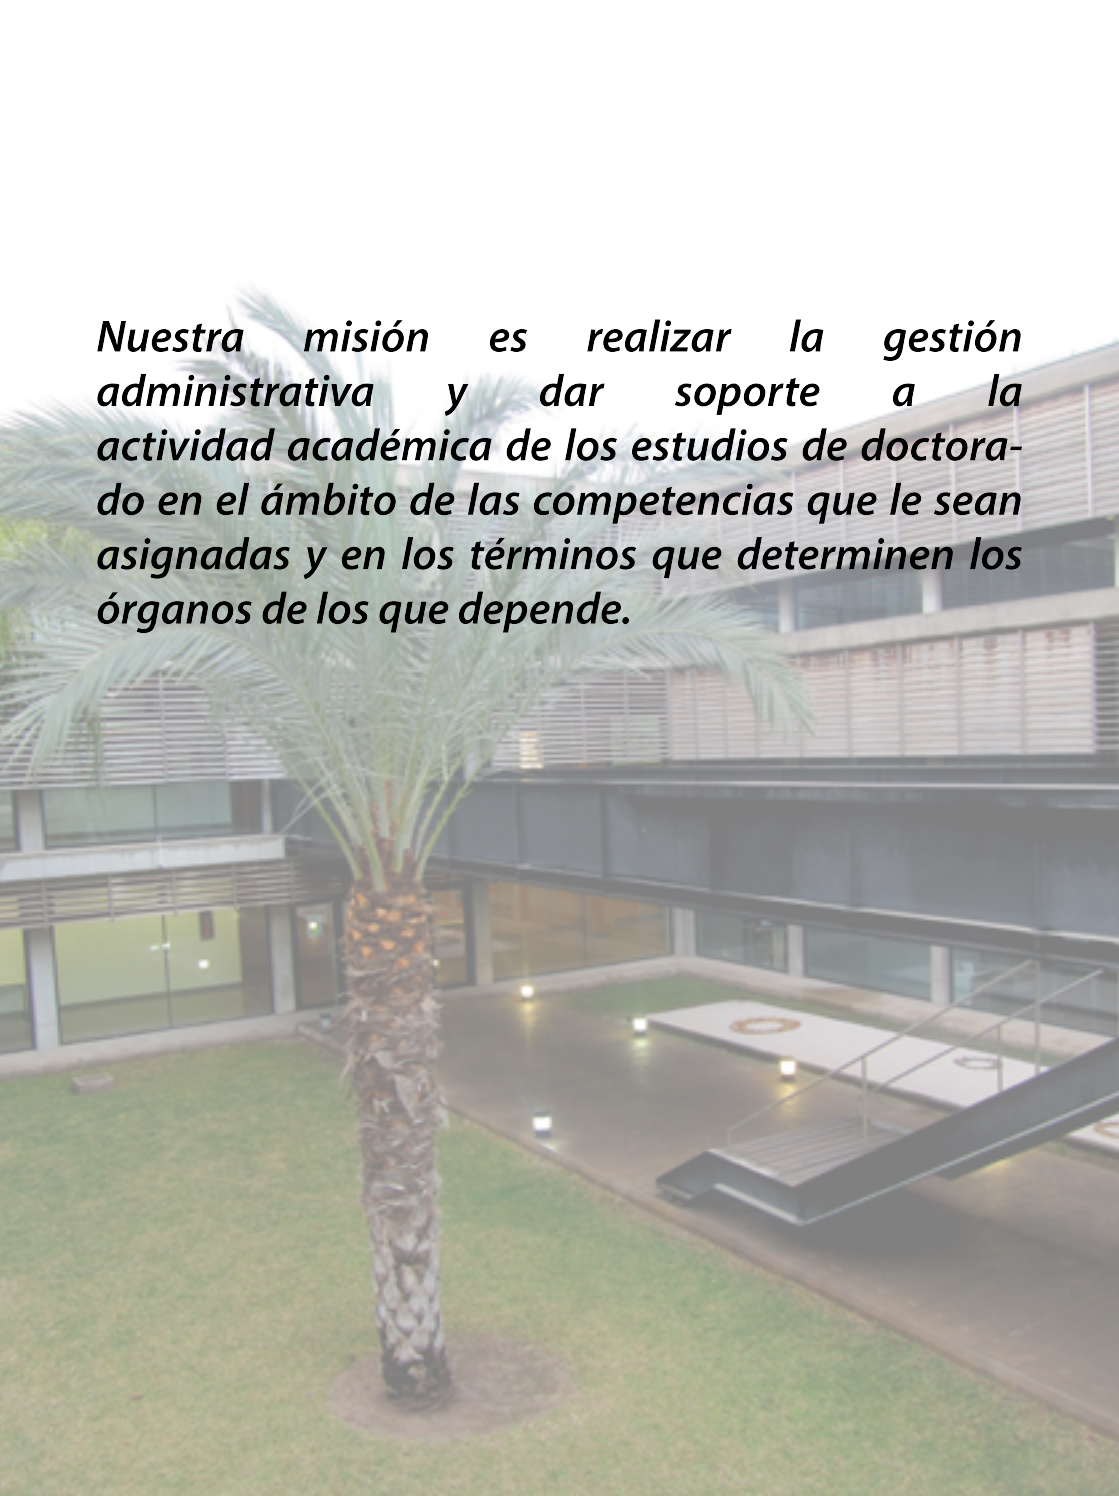 Nuestra misión es realizar la gestión
administrativa y dar soporte a la
actividad académica de los estudios de doctora-
do en el ámbito de las competencias que le sean
asignadas y en los términos que determinen los
órganos de los que depende.